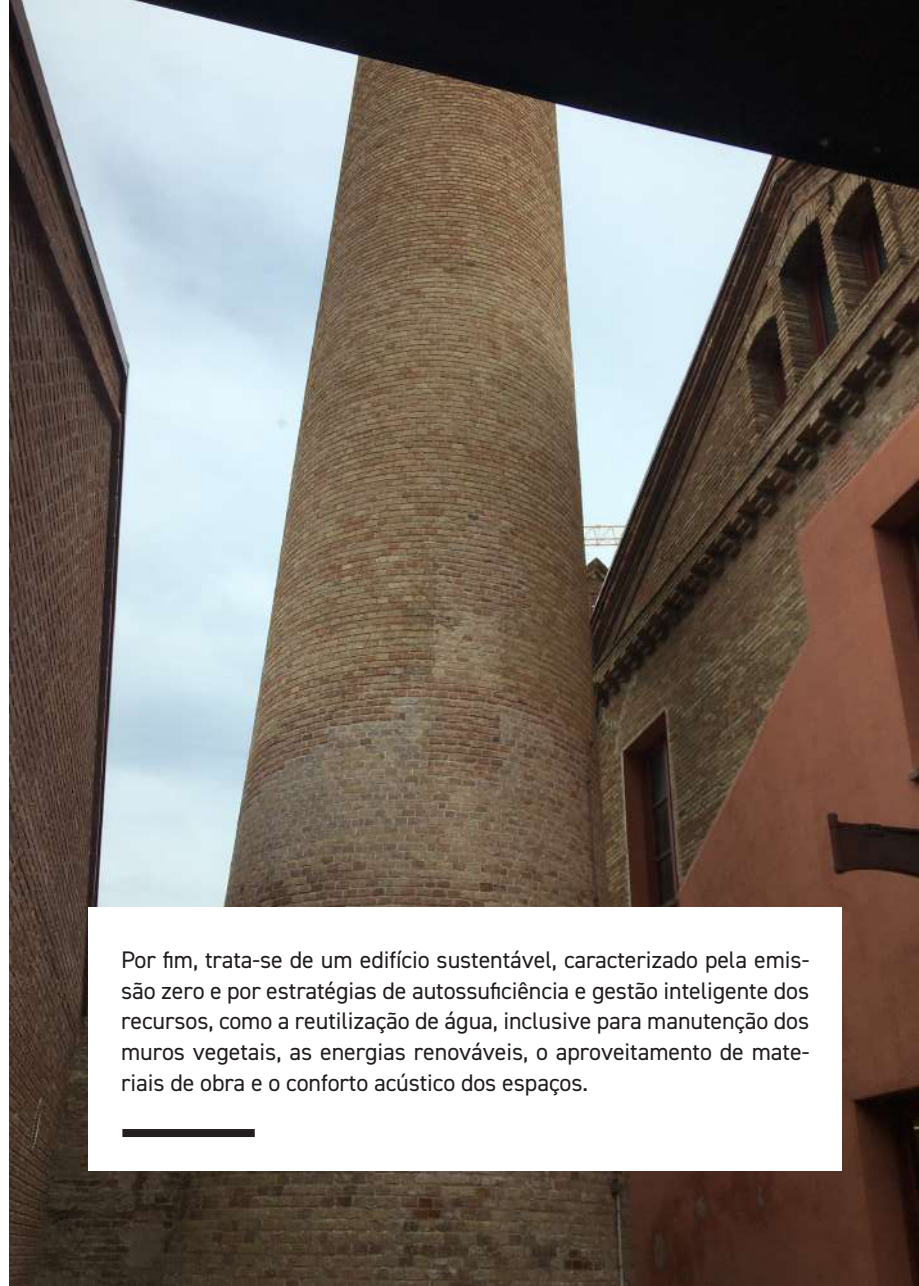 Por fim, trata-se de um edifício sustentável, caracterizado pela emis-
são zero e por estratégias de autossuficiência e gestão inteligente dos
recursos, como a reutilização de água, inclusive para manutenção dos
muros vegetais, as energias renováveis, o aproveitamento de mate-
riais de obra e o conforto acústico dos espaços.